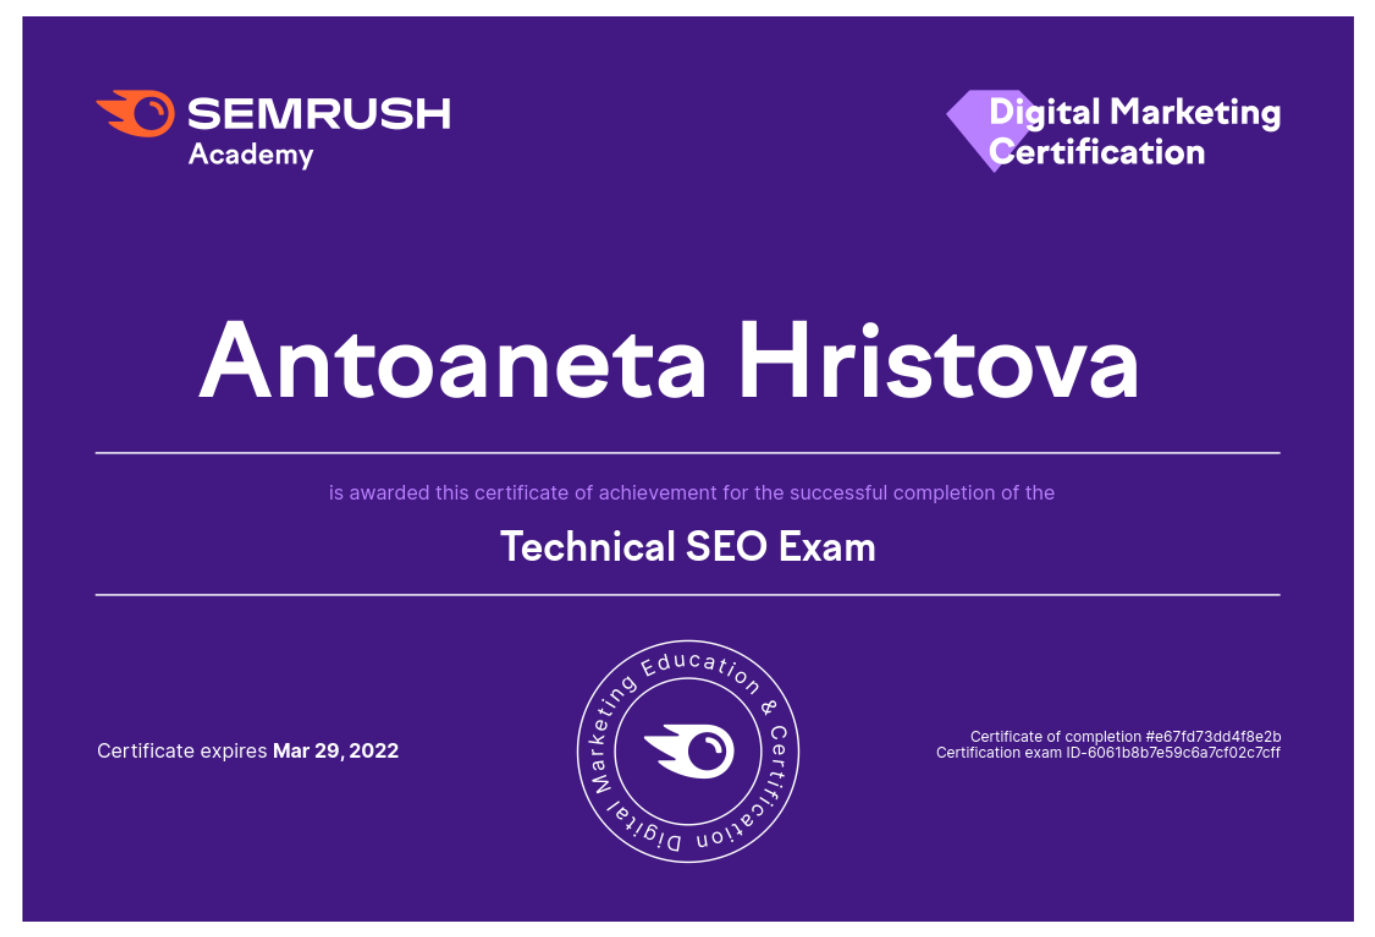 SEMRUSH
Academy
Digital Marketing
Certification
Antoaneta Hristova
is awarded this certificate of achievement for the successful completion of the
Technical SEO Exam
Digital Marketing Education & Certification
Certificate expires Mar 29, 2022
Certificate of completion #e67fd73dd4f8e2b
Certification exam ID-6061b8b7e59c6a7cf02c7cff